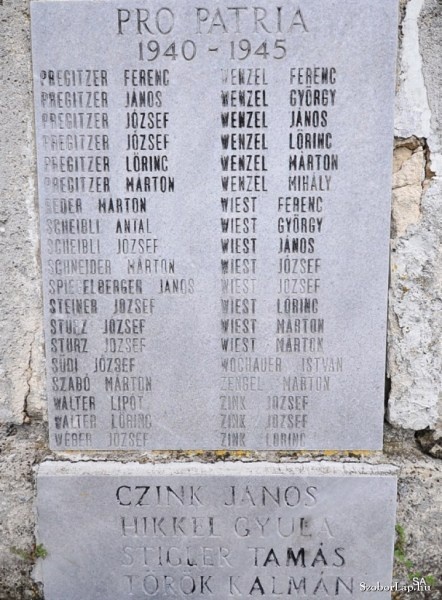 PRO PATRIA
1940 - 1945
PREGITZER FERENC
PREGITZER JÁNOS
PREGITZER JÓZSEF
PREGITZER JÓZSEF
PREGITZER LŐRINC
PREGITZER MÁRTON
REDER MÁRTON
SCHEIBLI ANTAL
SCHEIBLI JÓZSEF
SCHNEIDER MÁRTON
SPIEGELBERGER JÁNOS
STEINER JÓZSEF
STURZ JÓZSEF
STURZ JÓZSEF
SÜDI JÓZSEF
SZABÓ MÁRTON
WALTER LIPÓT
WALTER LŐRINC
WÉBER JÓZSEF
WENZEL FERENC
WENZEL GYÖRGY
WENZEL JÁNOS
WENZEL LŐRINC
WENZEL MÁRTON
WENZEL MIHÁLY
WIEST FERENC
WIEST GYÖRGY
WIEST JÁNOS
WIEST JÓZSEF
WIEST JÓZSEF
WIEST LŐRINC
WIEST MÁRTON
WIEST MÁRTON
WOCHAUER ISTVÁN
ZENGEL MÁRTON
ZINK JÓZSEF
ZINK JÓZSEF
ZINK LŐRINC
CZINK JÁNOS
HIKKEL GYULA
STIGLER TAMÁS
TÖRÖK KÁLMÁN
SA
SzoborLap.hu